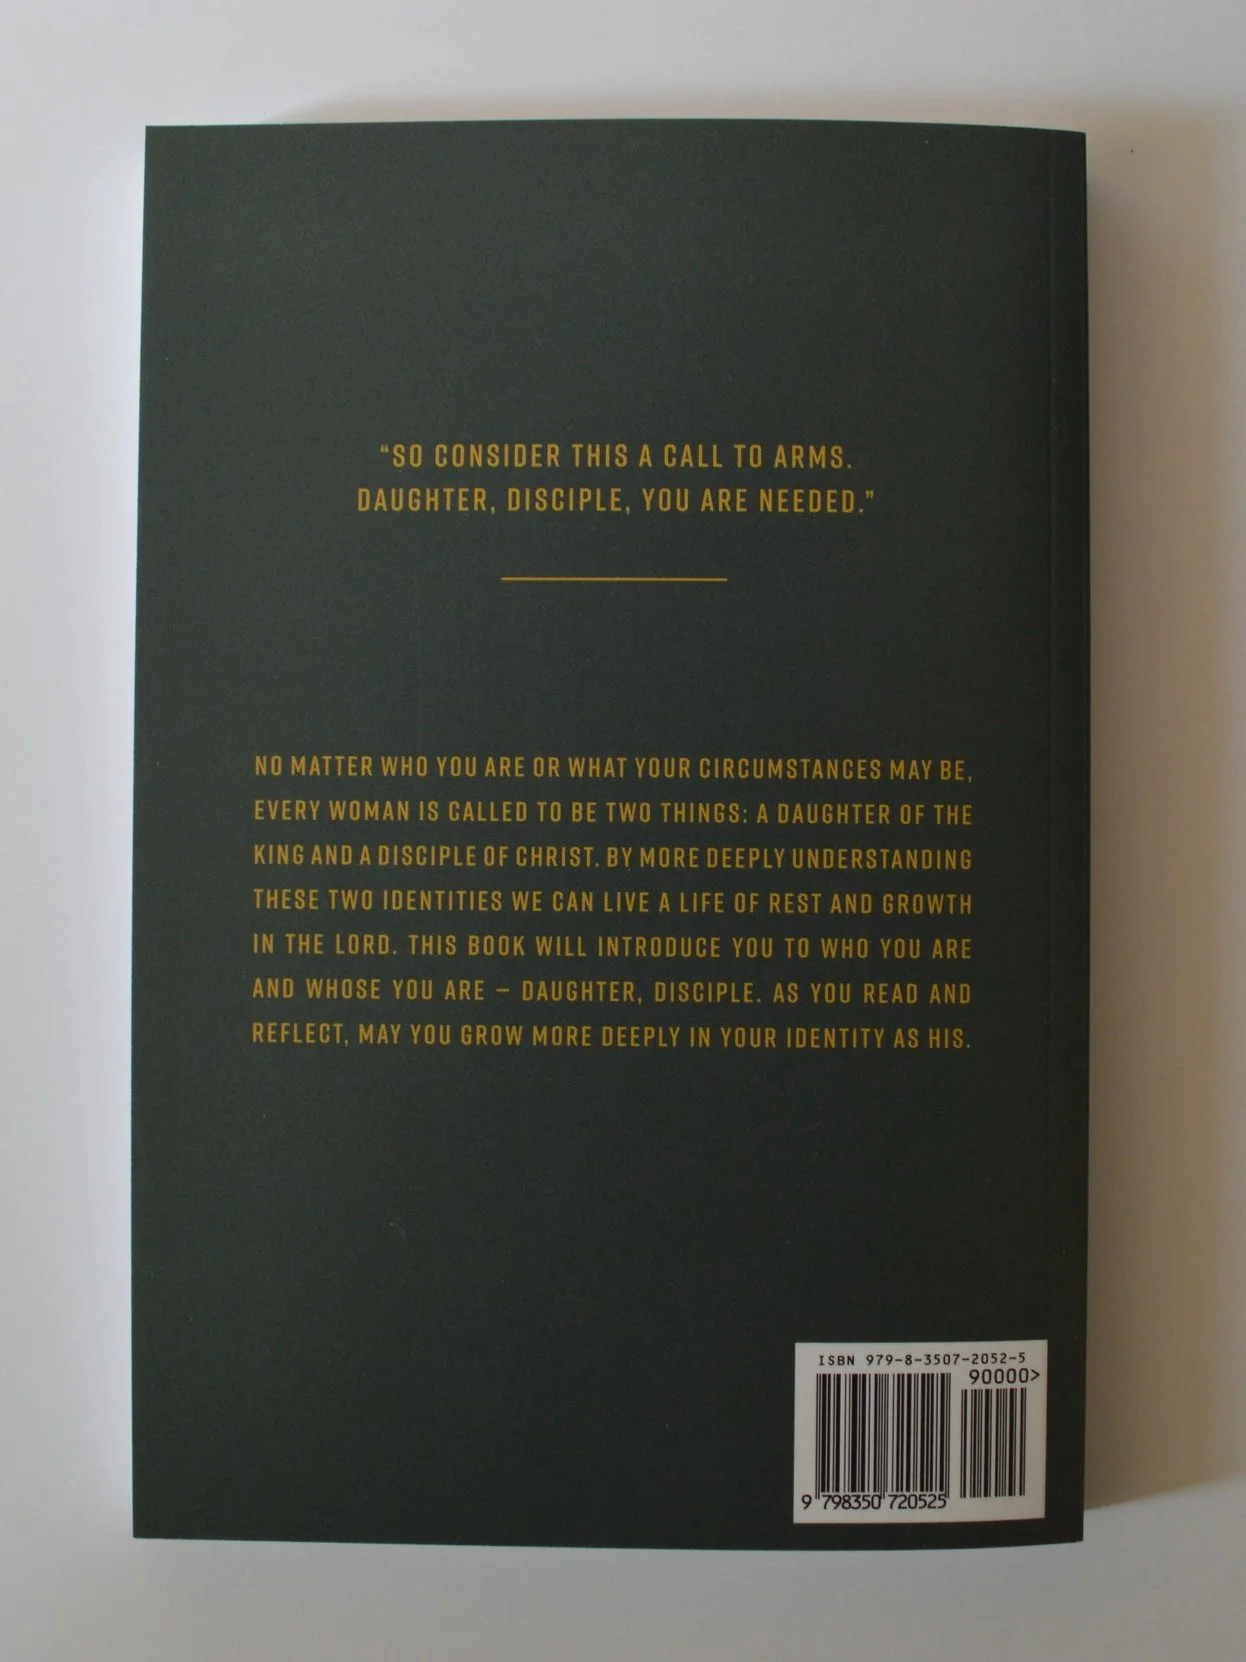 “SO CONSIDER THIS A CALL TO ARMS.
DAUGHTER, DISCIPLE, YOU ARE NEEDED.”
NO MATTER WHO YOU ARE OR WHAT YOUR CIRCUMSTANCES MAY BE,
EVERY WOMAN IS CALLED TO BE TWO THINGS: A DAUGHTER OF THE
KING AND A DISCIPLE OF CHRIST. BY MORE DEEPLY UNDERSTANDING
THESE TWO IDENTITIES WE CAN LIVE A LIFE OF REST AND GROWTH
IN THE LORD. THIS BOOK WILL INTRODUCE YOU TO WHO YOU ARE
AND WHOSE YOU ARE – DAUGHTER, DISCIPLE. AS YOU READ AND
REFLECT, MAY YOU GROW MORE DEEPLY IN YOUR IDENTITY AS HIS.
ISBN 979-8-3507-2052-5
90000>
9 798350 720525